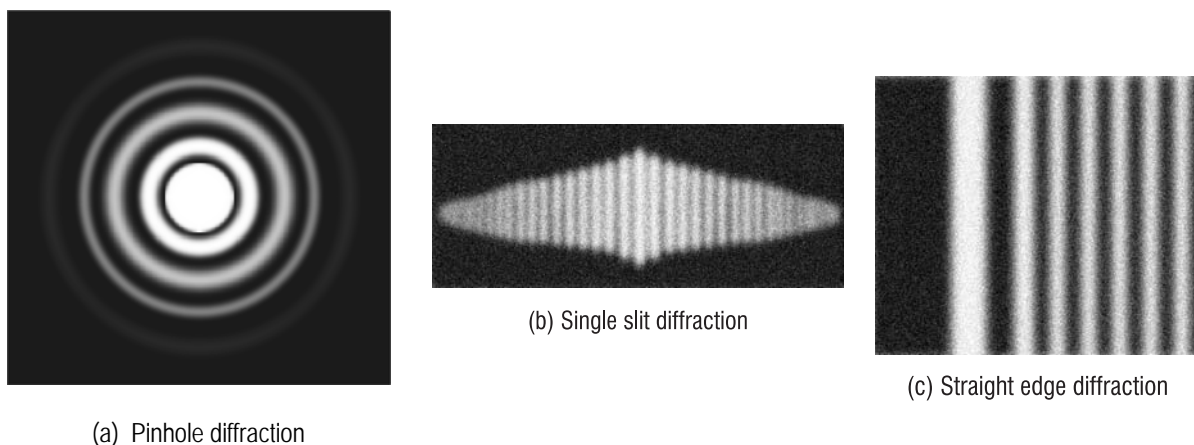 (a) Pinhole diffraction
(b) Single slit diffraction
(c) Straight edge diffraction